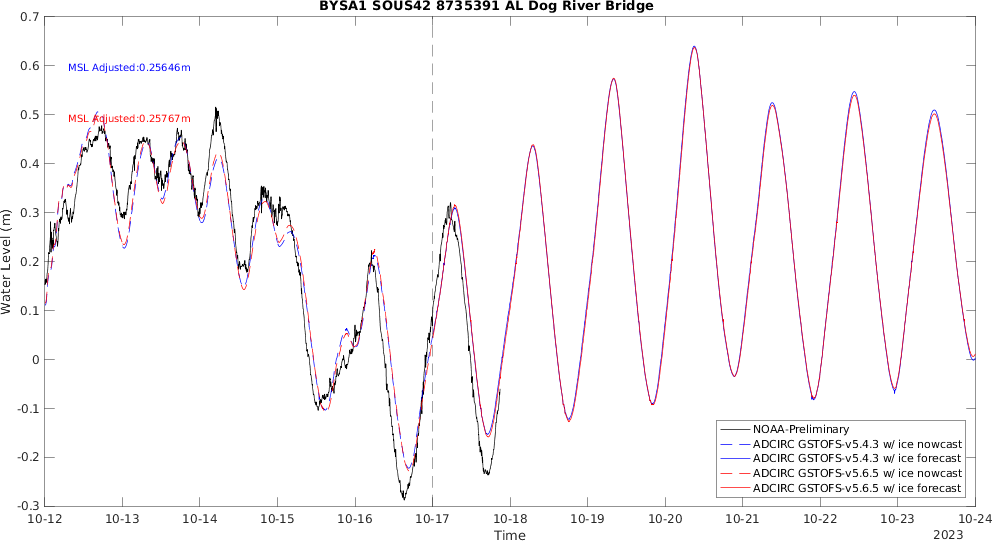 BYSA1 SOUS42 8735391 AL Dog River Bridge
0.7
0.6
0.5
0.4
0.3
0.2
0.1
0
-0.1
-0.2
-0.3
Water Level (m)
MSL Adjusted:0.25646m
MSL Adjusted:0.25767m
NOAA-Preliminary
ADCIRC GSTOFS-v5.4.3 w/ ice nowcast
ADCIRC GSTOFS-v5.4.3 w/ ice forecast
ADCIRC GSTOFS-v5.6.5 w/ ice nowcast
ADCIRC GSTOFS-v5.6.5 w/ ice forecast
10-12 10-13 10-14 10-15 10-16 10-17 10-18 10-19 10-20 10-21 10-22 10-23 10-24
Time
2023